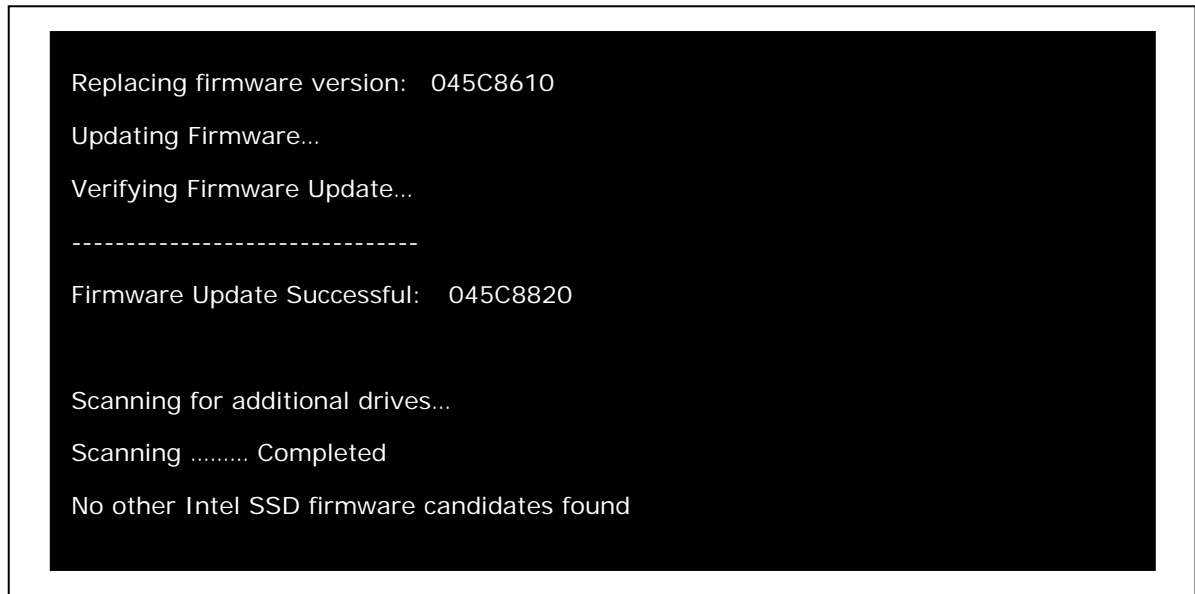 Replacing firmware version:   045C8610
Updating Firmware…
Verifying Firmware Update…
--------------------------------
Firmware Update Successful:   045C8820
Scanning for additional drives…
Scanning ……… Completed
No other Intel SSD firmware candidates found